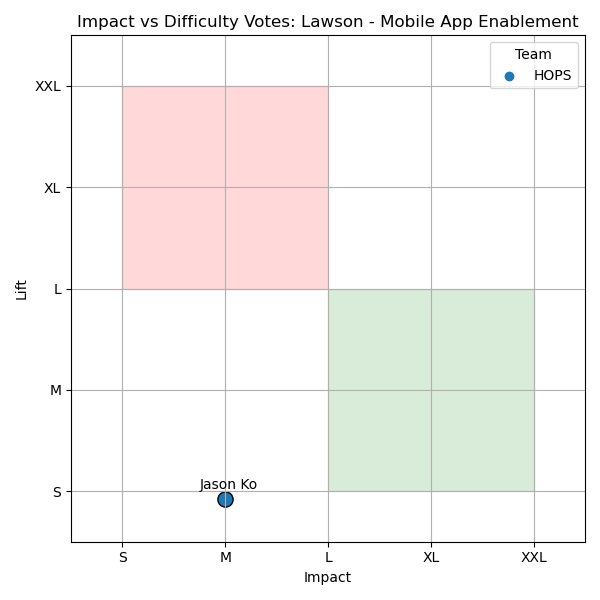 Impact vs Difficulty Votes: Lawson - Mobile App Enablement
Team
HOPS
XXL
XL
L
M
S
Lift
Jason Ko
S M L XL XXL
Impact